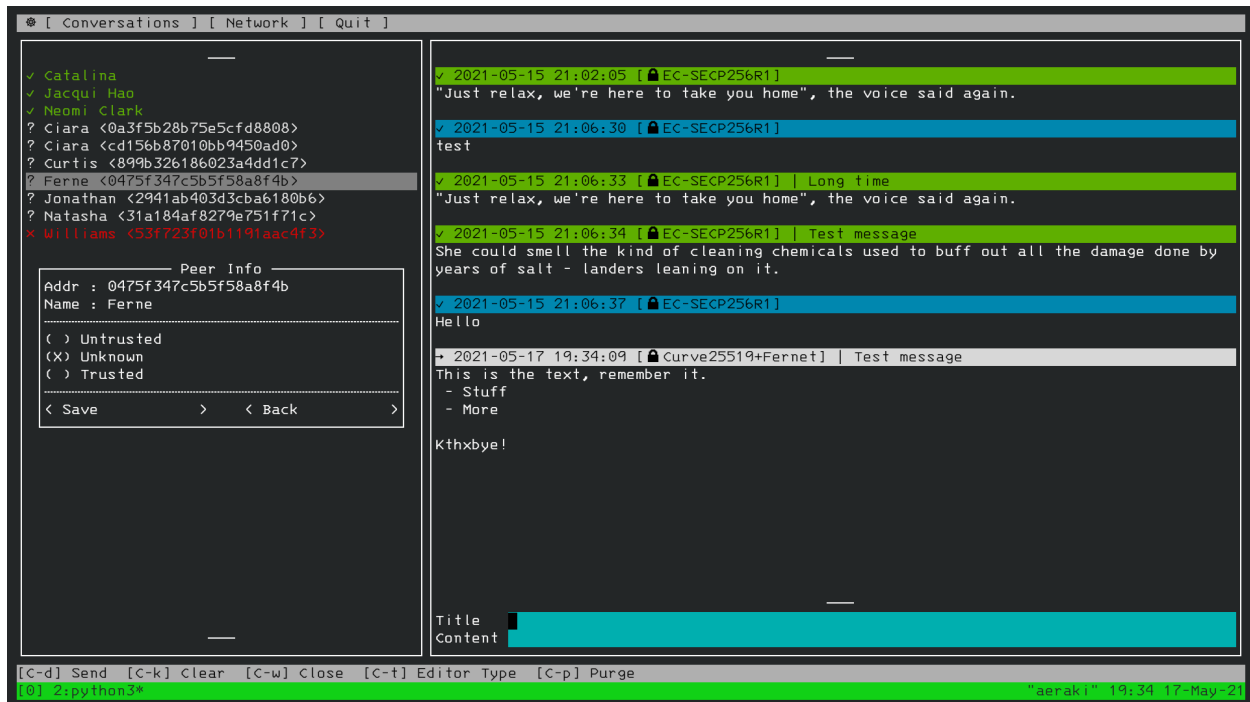 [ Conversations ] [ Network ] [ Quit ]
✓ Catalina
✓ Jacqui Hao
✓ Neomi Clark
? Ciara <0a3f5b28b75e5cfd8808>
? Ciara <cd156b87010bb9450ad0>
? Curtis <899b326186023a4dd1c7>
? Ferne <0475f347c5b5f58a8f4b>
? Jonathan <2941ab403d3cba6180b6>
? Natasha <31a184af8279e751f71c>
× Williams <53f723f01b1191aac4f3>
Peer Info
Addr : 0475f347c5b5f58a8f4b
Name : Ferne
( ) Untrusted
(X) Unknown
( ) Trusted
< Save > < Back >
✓ 2021-05-15 21:02:05 [🔒EC-SECP256R1]
"Just relax, we're here to take you home", the voice said again.
✓ 2021-05-15 21:06:30 [🔒EC-SECP256R1]
test
✓ 2021-05-15 21:06:33 [🔒EC-SECP256R1] | Long time
"Just relax, we're here to take you home", the voice said again.
✓ 2021-05-15 21:06:34 [🔒EC-SECP256R1] | Test message
She could smell the kind of cleaning chemicals used to buff out all the damage done by
years of salt - landers leaning on it.
✓ 2021-05-15 21:06:37 [🔒EC-SECP256R1]
Hello
→ 2021-05-17 19:34:09 [🔒Curve25519+Fernet] | Test message
This is the text, remember it.
- Stuff
- More
Kthxbye!
Title
Content
[C-d] Send [C-k] Clear [C-w] Close [C-t] Editor Type [C-p] Purge
[0] 2:python3* "aeraki" 19:34 17-May-21